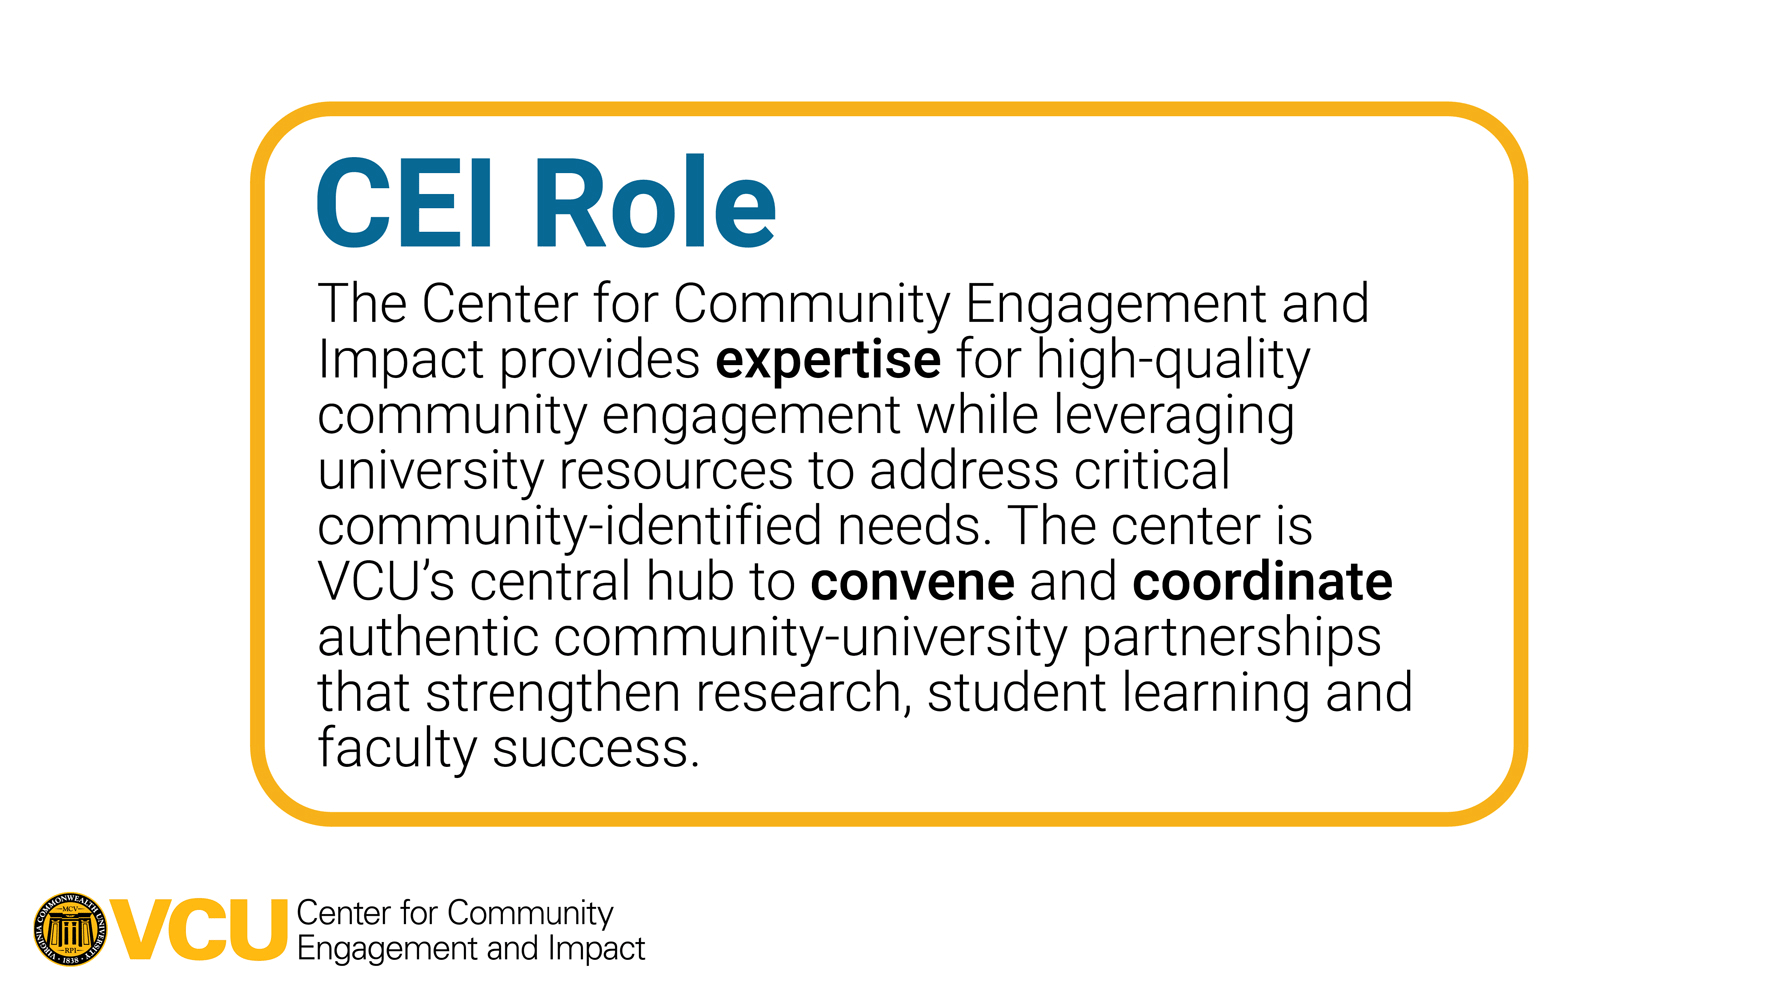 CEI Role
The Center for Community Engagement and
Impact provides expertise for high-quality
community engagement while leveraging
university resources to address critical
community-identified needs. The center is
VCU’s central hub to convene and coordinate
authentic community-university partnerships
that strengthen research, student learning and
faculty success.
VIRGINIA COMMONWEALTH UNIVERSITY
MCV
RPI
1838
VCU
Center for Community
Engagement and Impact